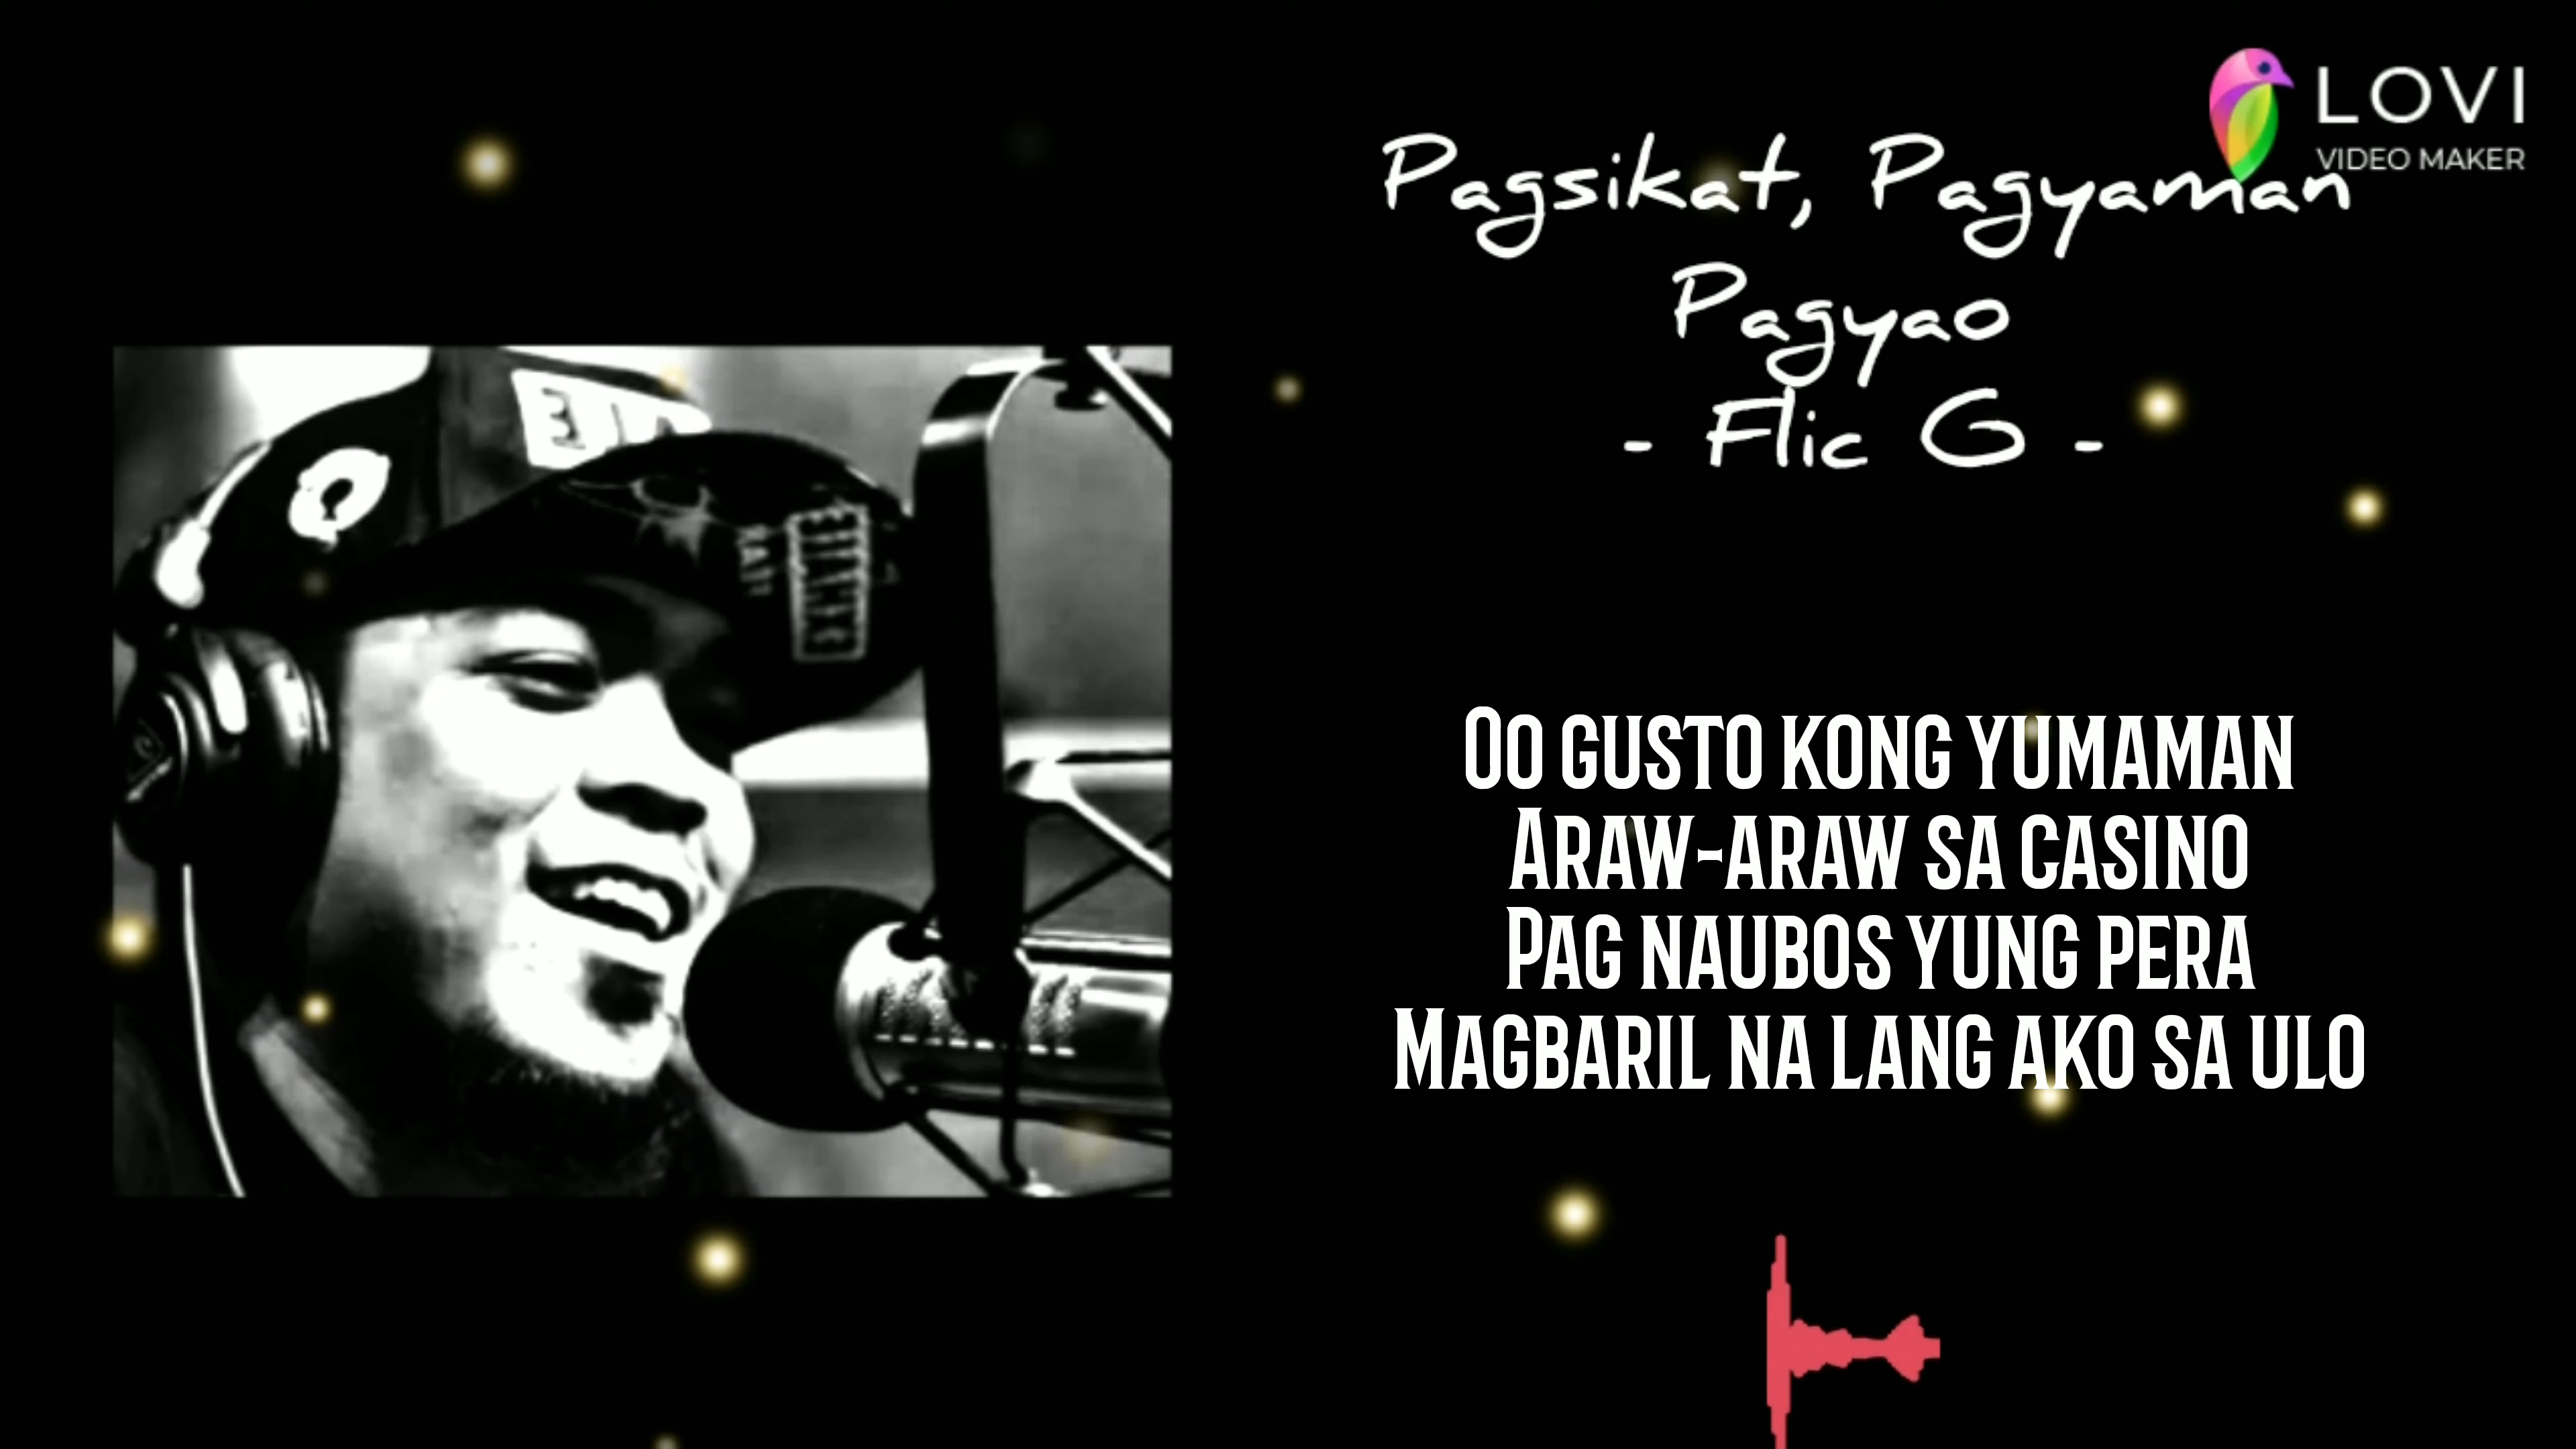 LOVI
VIDEO MAKER
Pagsikat, Pagyaman
Pagyao
- Flic G -
Oo gusto kong yumaman
Araw-araw sa casino
Pag naubos yung pera
Magbaril na lang ako sa ulo